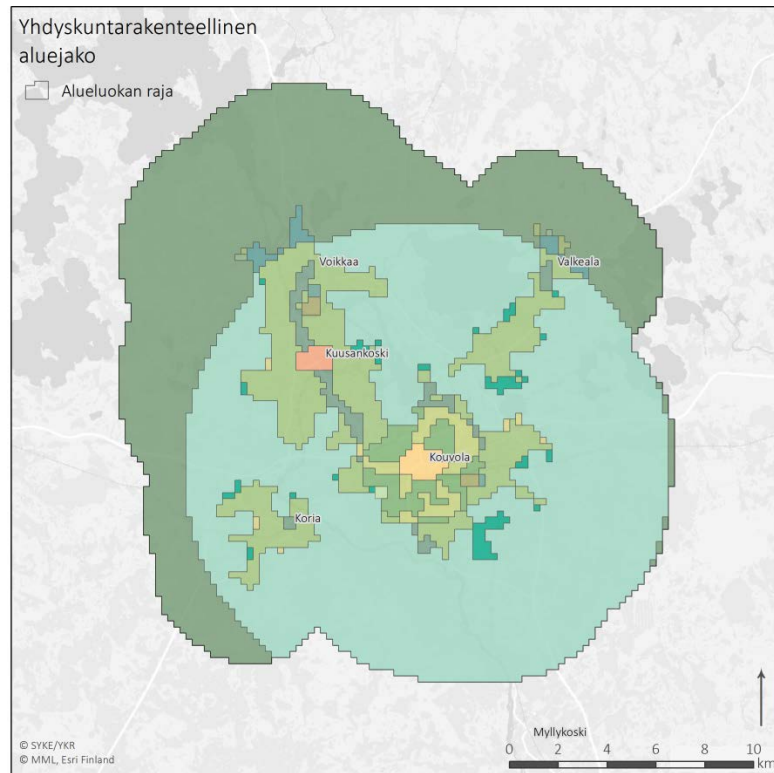 Yhdyskuntarakenteellinen
aluejako
Alueluokan raja
Voikkaa
Valkeala
Kuusankoski
Kouvola
Koria
Myllykoski
© SYKE/YKR
© MML, Esri Finland
0 2 4 6 8 10
km